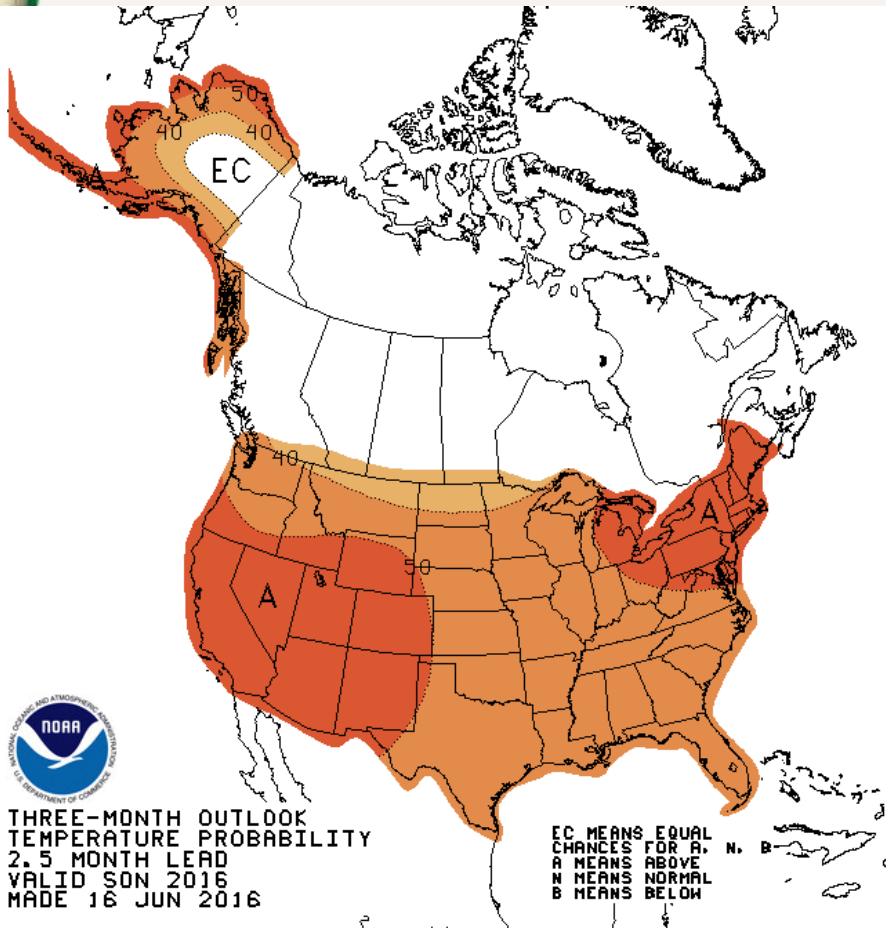 50
40
40
EC
A
40
A
50
A
NATIONAL OCEANIC AND ATMOSPHERIC ADMINISTRATION
NOAA
U.S. DEPARTMENT OF COMMERCE
THREE-MONTH OUTLOOK
TEMPERATURE PROBABILITY
2.5 MONTH LEAD
VALID SON 2016
MADE 16 JUN 2016
EC MEANS EQUAL
CHANCES FOR A, N, B
A MEANS ABOVE
N MEANS NORMAL
B MEANS BELOW